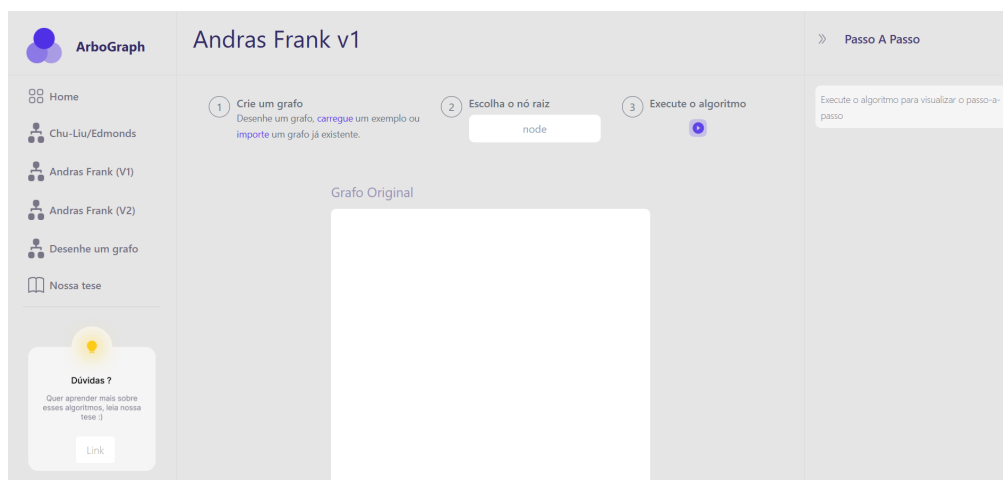 ArboGraph
Home
Chu-Liu/Edmonds
Andras Frank (V1)
Andras Frank (V2)
Desenhe um grafo
Nossa tese
Dúvidas ?
Quer aprender mais sobre
esses algoritmos, leia nossa
tese :)
Link
Andras Frank v1
1
Crie um grafo
Desenhe um grafo, carregue um exemplo ou
importe um grafo já existente.
2
Escolha o nó raiz
node
3
Execute o algoritmo
Grafo Original
Passo A Passo
Execute o algoritmo para visualizar o passo-a-
passo